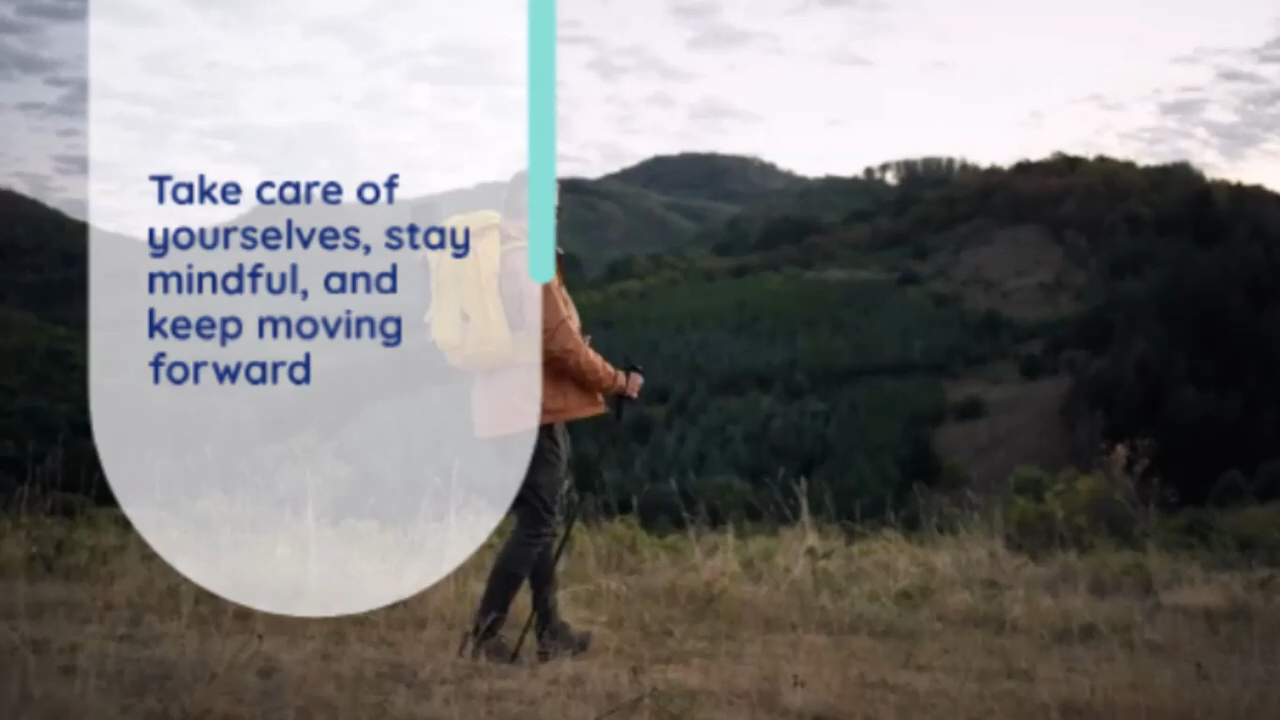 Take care of
yourselves, stay
mindful, and
keep moving
forward